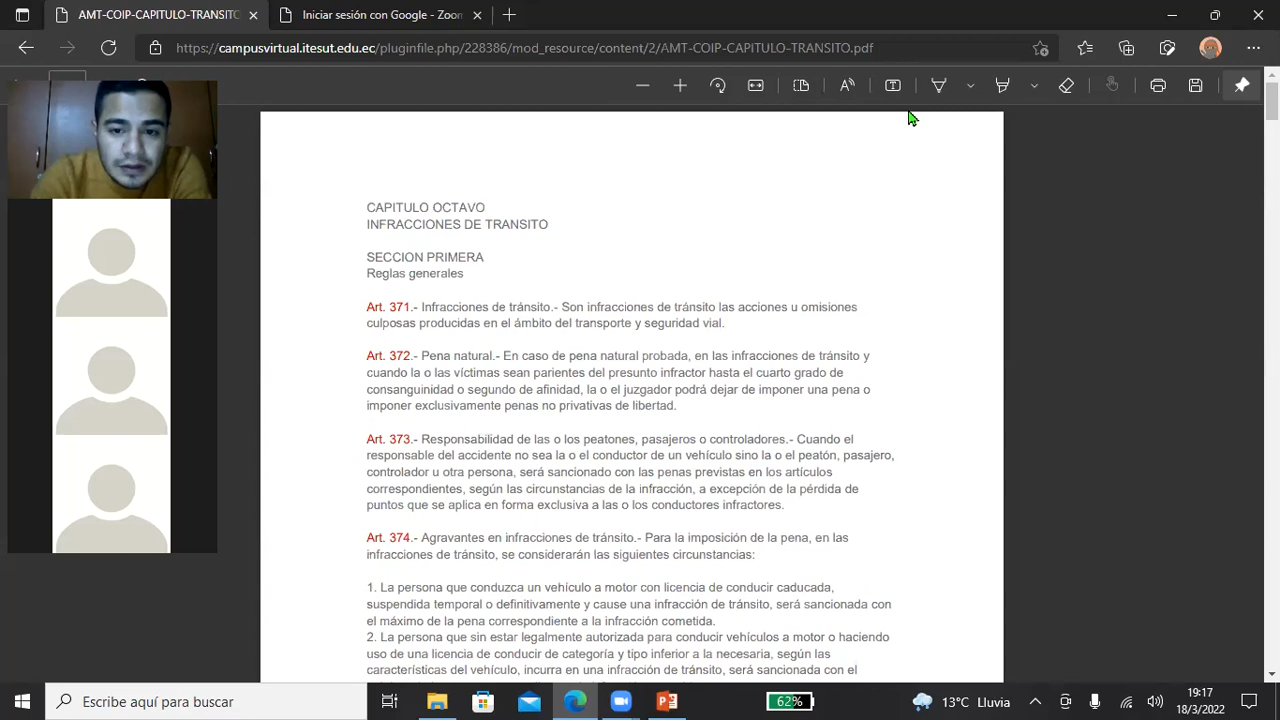 AMT-COIP-CAPITULO-TRANSITO
Iniciar sesión con Google - Zoom
https://campusvirtual.itesut.edu.ec/pluginfile.php/228386/mod_resource/content/2/AMT-COIP-CAPITULO-TRANSITO.pdf
CAPITULO OCTAVO
INFRACCIONES DE TRANSITO
SECCION PRIMERA
Reglas generales
Art. 371.- Infracciones de tránsito.- Son infracciones de tránsito las acciones u omisiones
culposas producidas en el ámbito del transporte y seguridad vial.
Art. 372.- Pena natural.- En caso de pena natural probada, en las infracciones de tránsito y
cuando la o las víctimas sean parientes del presunto infractor hasta el cuarto grado de
consanguinidad o segundo de afinidad, la o el juzgador podrá dejar de imponer una pena o
imponer exclusivamente penas no privativas de libertad.
Art. 373.- Responsabilidad de las o los peatones, pasajeros o controladores.- Cuando el
responsable del accidente no sea la o el conductor de un vehículo sino la o el peatón, pasajero,
controlador u otra persona, será sancionado con las penas previstas en los artículos
correspondientes, según las circunstancias de la infracción, a excepción de la pérdida de
puntos que se aplica en forma exclusiva a las o los conductores infractores.
Art. 374.- Agravantes en infracciones de tránsito.- Para la imposición de la pena, en las
infracciones de tránsito, se considerarán las siguientes circunstancias:
1. La persona que conduzca un vehículo a motor con licencia de conducir caducada,
suspendida temporal o definitivamente y cause una infracción de tránsito, será sancionada con
el máximo de la pena correspondiente a la infracción cometida.
2. La persona que sin estar legalmente autorizada para conducir vehículos a motor o haciendo
uso de una licencia de conducir de categoría y tipo inferior a la necesaria, según las
características del vehículo, incurra en una infracción de tránsito, será sancionada con el
Escribe aquí para buscar
62%
13°C Lluvia
19:17
18/3/2022